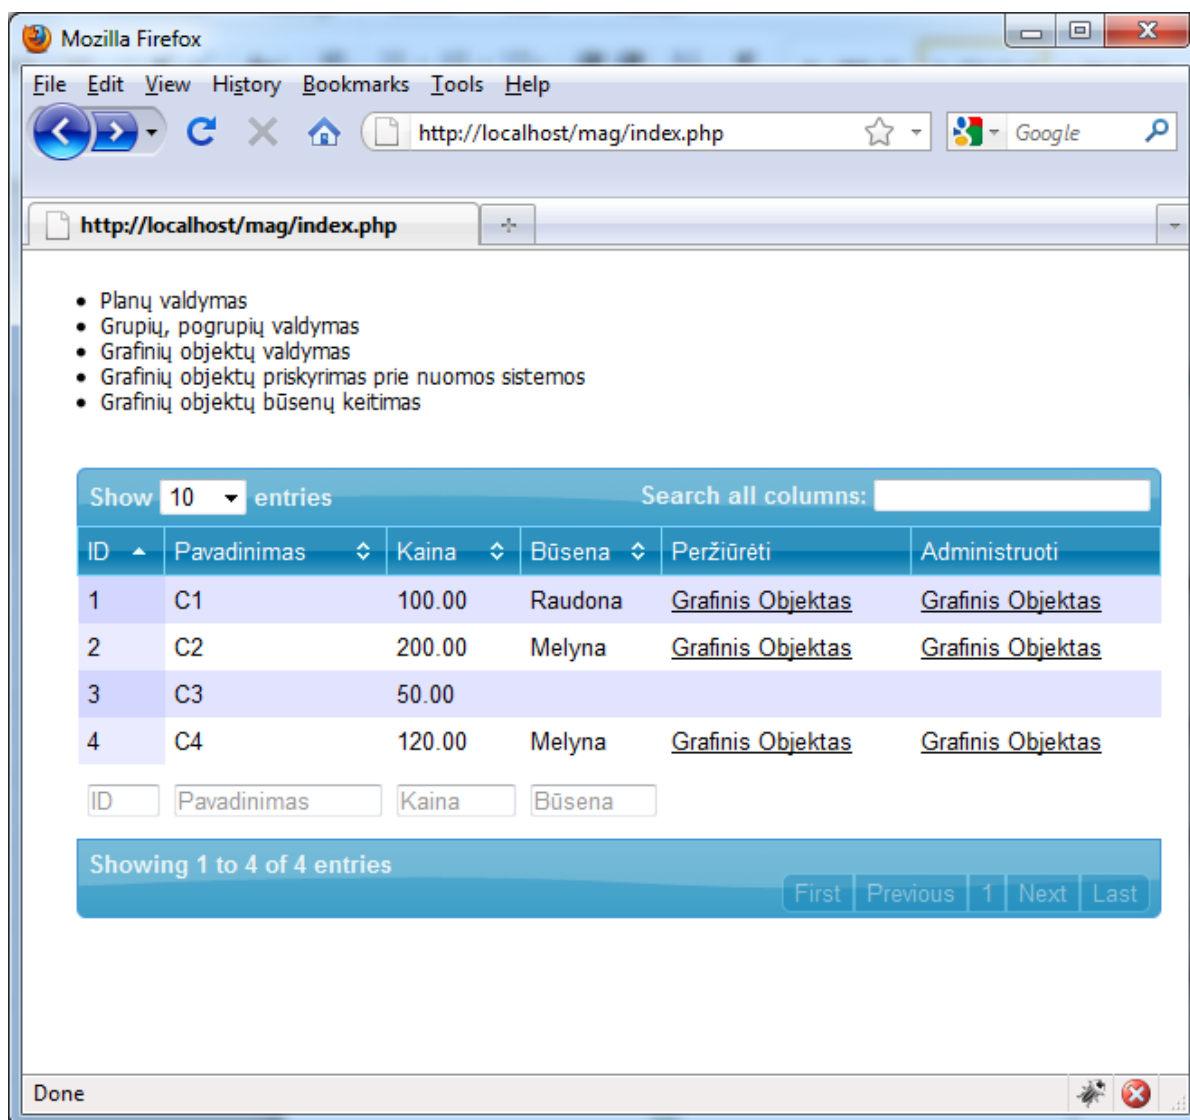 Mozilla Firefox
File Edit View History Bookmarks Tools Help
http://localhost/mag/index.php Google
http://localhost/mag/index.php
• Planų valdymas
• Grupių, pogrupių valdymas
• Grafinių objektų valdymas
• Grafinių objektų priskyrimas prie nuomos sistemos
• Grafinių objektų būsenų keitimas
Show 10 entries Search all columns:
ID Pavadinimas Kaina Būsena Peržiūrėti Administruoti
1 C1 100.00 Raudona Grafinis Objektas Grafinis Objektas
2 C2 200.00 Melyna Grafinis Objektas Grafinis Objektas
3 C3 50.00
4 C4 120.00 Melyna Grafinis Objektas Grafinis Objektas
ID Pavadinimas Kaina Būsena
Showing 1 to 4 of 4 entries
First Previous 1 Next Last
Done